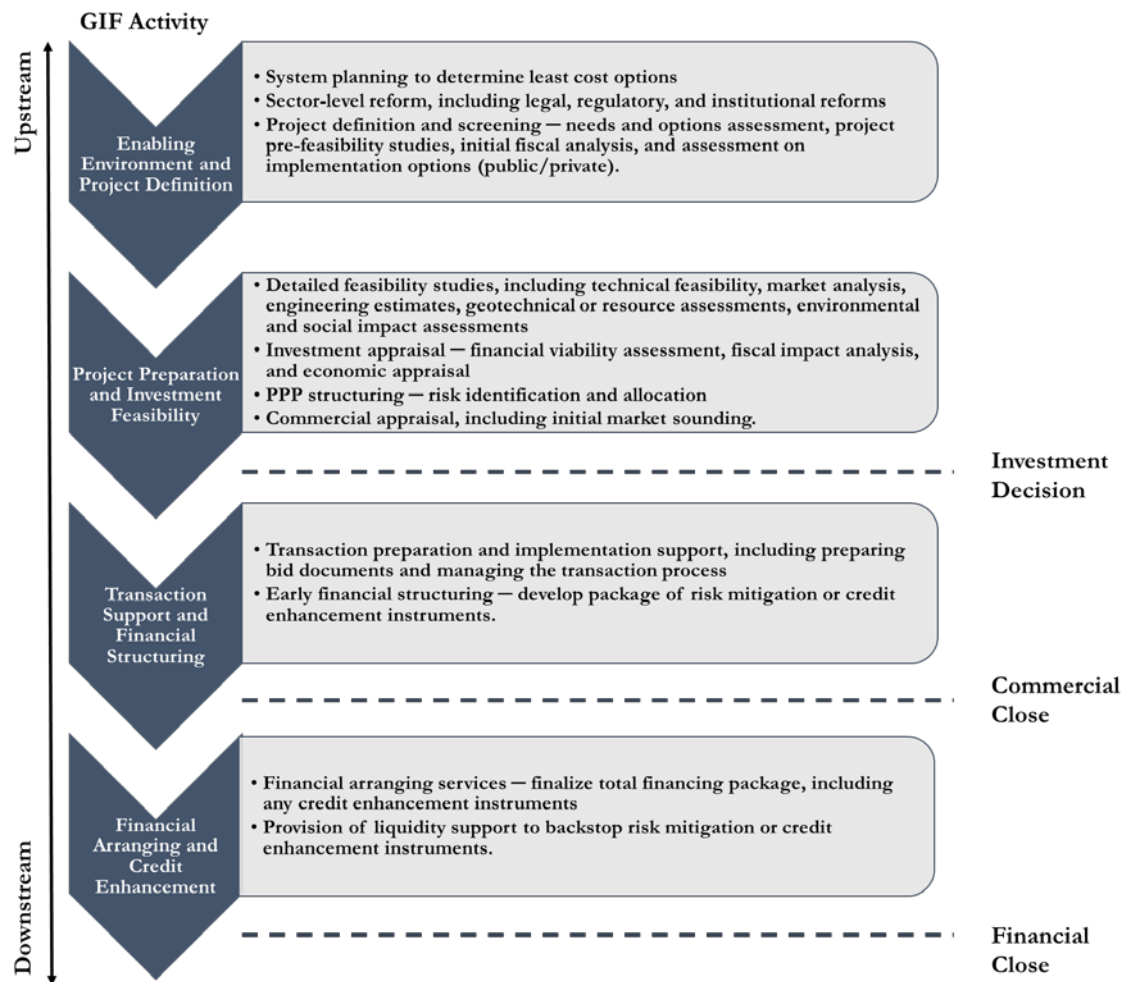 GIF Activity
Upstream
Enabling
Environment and
Project Definition
• System planning to determine least cost options
• Sector-level reform, including legal, regulatory, and institutional reforms
• Project definition and screening — needs and options assessment, project
pre-feasibility studies, initial fiscal analysis, and assessment on
implementation options (public/private).
Project Preparation
and Investment
Feasibility
• Detailed feasibility studies, including technical feasibility, market analysis,
engineering estimates, geotechnical or resource assessments, environmental
and social impact assessments
• Investment appraisal — financial viability assessment, fiscal impact analysis,
and economic appraisal
• PPP structuring — risk identification and allocation
• Commercial appraisal, including initial market sounding.
Investment
Decision
Transaction
Support and
Financial
Structuring
• Transaction preparation and implementation support, including preparing
bid documents and managing the transaction process
• Early financial structuring — develop package of risk mitigation or credit
enhancement instruments.
Commercial
Close
Financial
Arranging and
Credit
Enhancement
• Financial arranging services — finalize total financing package, including
any credit enhancement instruments
• Provision of liquidity support to backstop risk mitigation or credit
enhancement instruments.
Downstream
Financial
Close